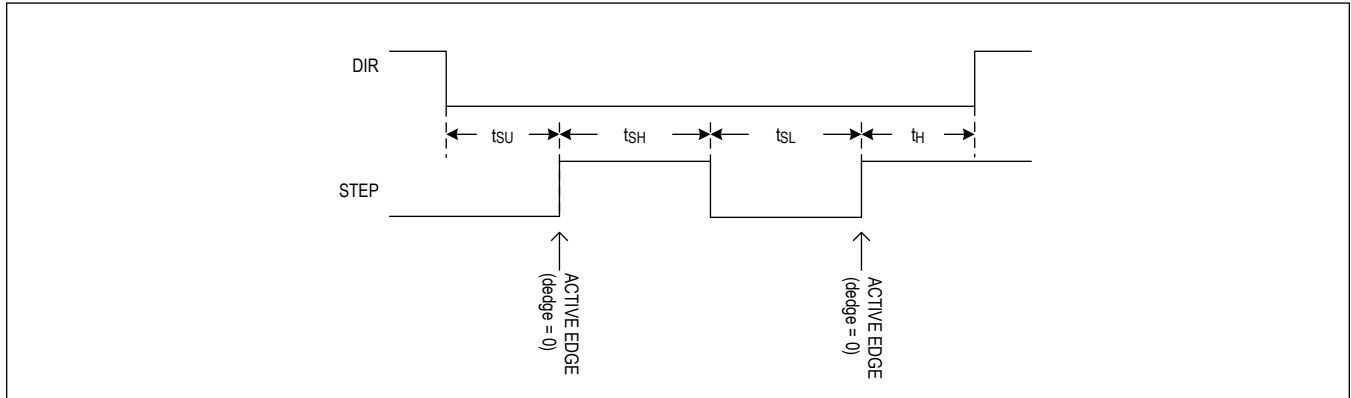 DIR
tSU
tSH
tSL
tH
STEP
ACTIVE EDGE
(dedge = 0)
ACTIVE EDGE
(dedge = 0)